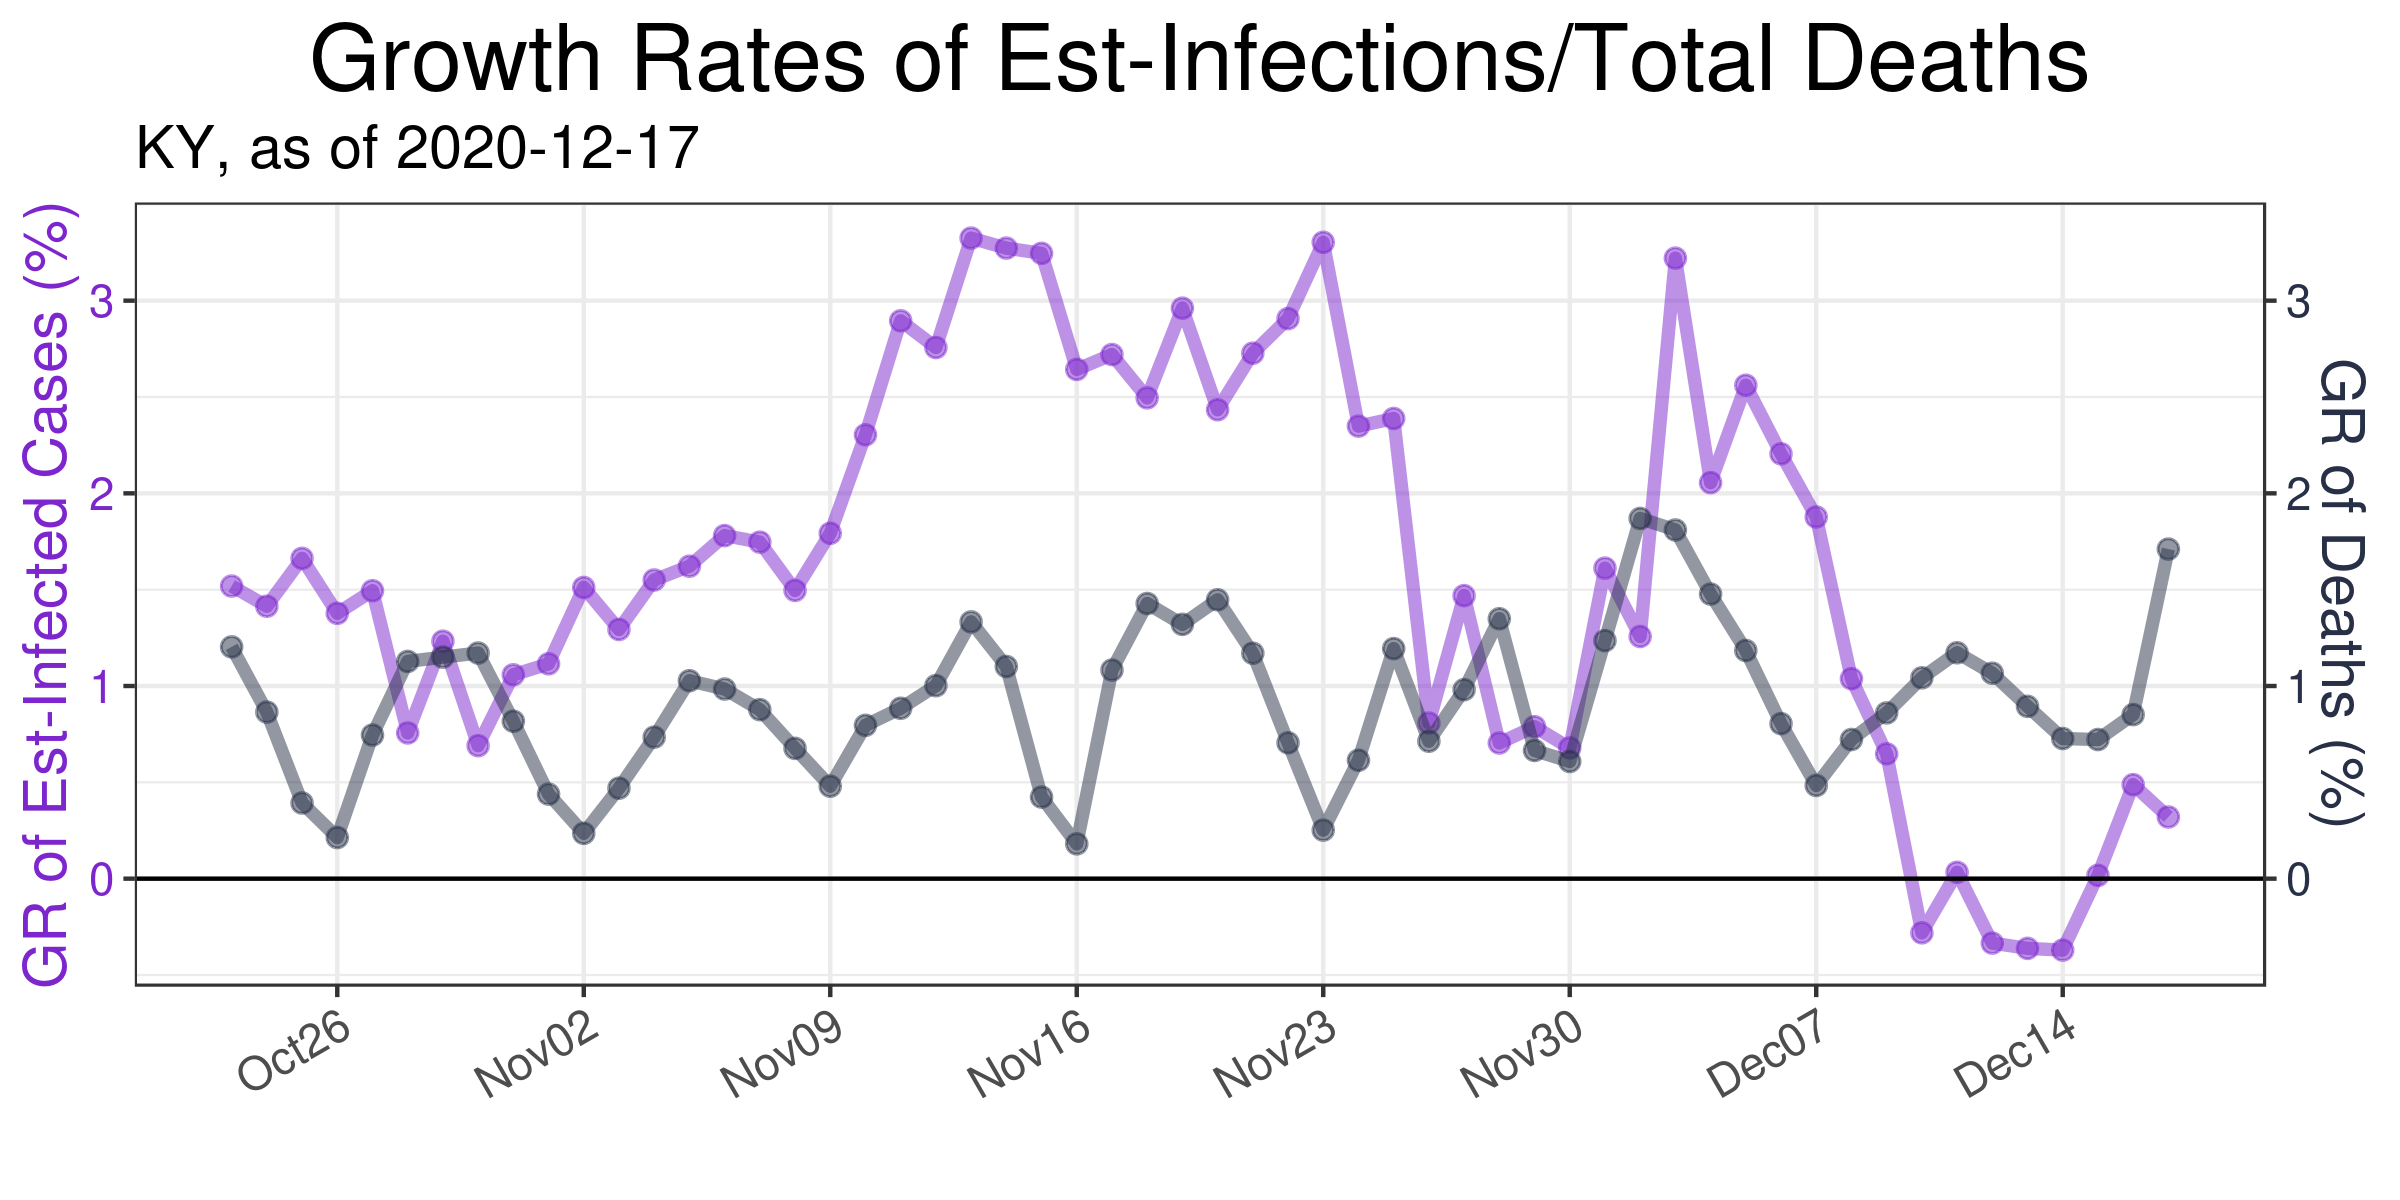 Growth Rates of Est-Infections/Total Deaths
KY, as of 2020-12-17
GR of Est-Infected Cases (%)
3
2
1
0
3
2
1
0
GR of Deaths (%)
Oct26
Nov02
Nov09
Nov16
Nov23
Nov30
Dec07
Dec14